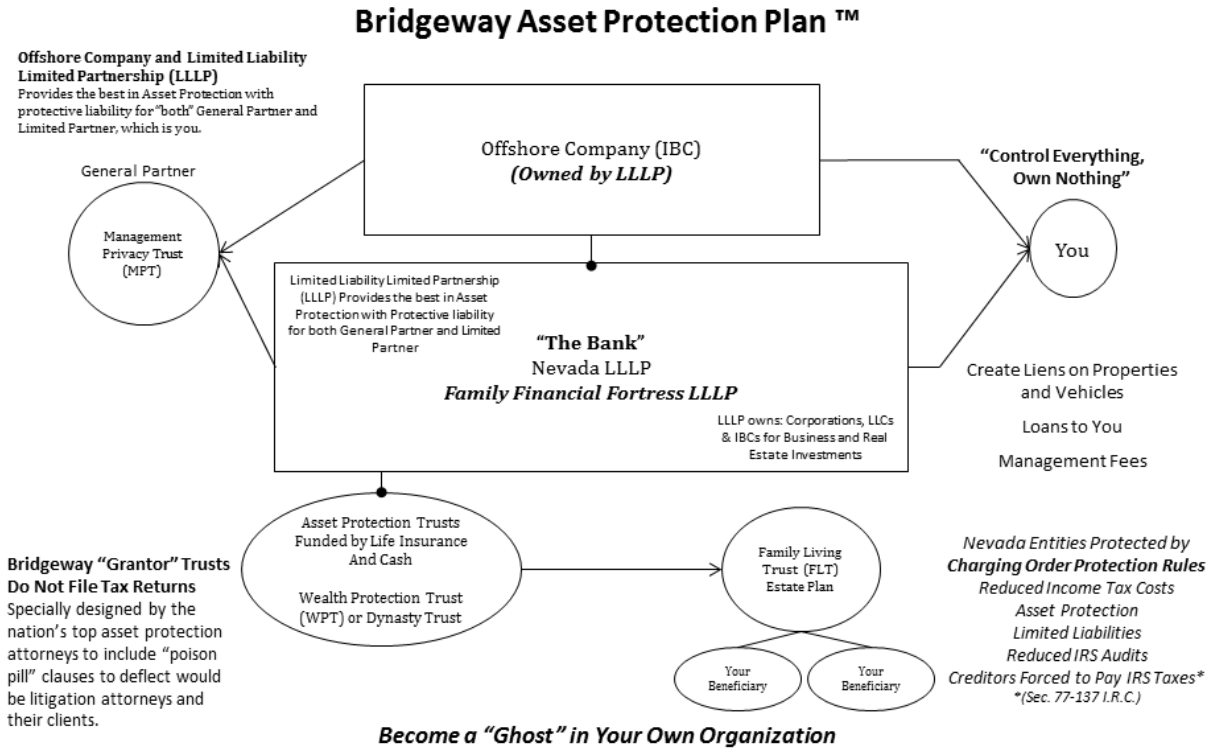 Bridgeway Asset Protection Plan ™
Offshore Company and Limited Liability
Limited Partnership (LLLP)
Provides the best in Asset Protection with
protective liability for "both" General Partner and
Limited Partner, which is you.
General Partner
Management
Privacy Trust
(MPT)
Offshore Company (IBC)
(Owned by LLLP)
"Control Everything,
Own Nothing"
You
Limited Liability Limited Partnership
(LLLP) Provides the best in Asset
Protection with Protective liability
for both General Partner and Limited
Partner
"The Bank"
Nevada LLLP
Family Financial Fortress LLLP
LLLP owns: Corporations, LLCs
& IBCs for Business and Real
Estate Investments
Create Liens on Properties
and Vehicles
Loans to You
Management Fees
Bridgeway "Grantor" Trusts
Do Not File Tax Returns
Specially designed by the
nation's top asset protection
attorneys to include "poison
pill" clauses to deflect would
be litigation attorneys and
their clients.
Asset Protection Trusts
Funded by Life Insurance
And Cash
Wealth Protection Trust
(WPT) or Dynasty Trust
Family Living
Trust (FLT)
Estate Plan
Your
Beneficiary
Your
Beneficiary
Nevada Entities Protected by
Charging Order Protection Rules
Reduced Income Tax Costs
Asset Protection
Limited Liabilities
Reduced IRS Audits
Creditors Forced to Pay IRS Taxes*
*(Sec. 77-137 I.R.C.)
Become a "Ghost" in Your Own Organization